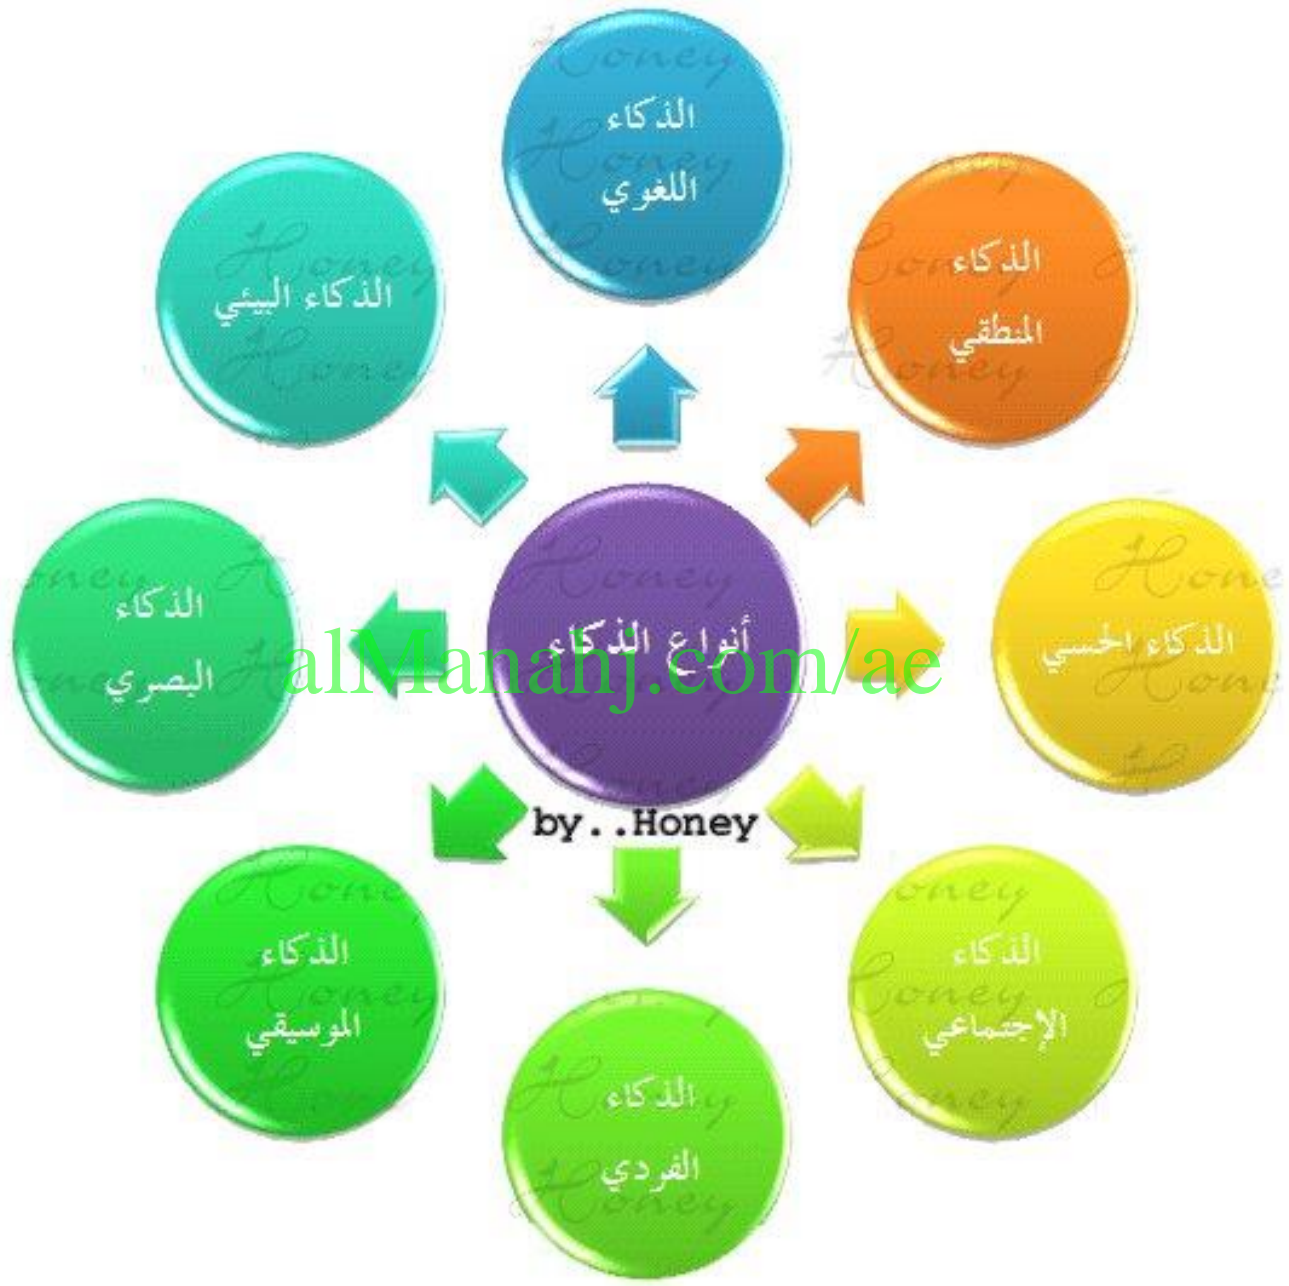 الذكاء
اللغوي
الذكاء
المنطقي
الذكاء الحسي
الذكاء
الإجتماعي
الذكاء
الفردي
الذكاء
الموسيقي
الذكاء
البصري
الذكاء البيئي
أنواع الذكاء
alManahj.com/ae
by..Honey
Honey